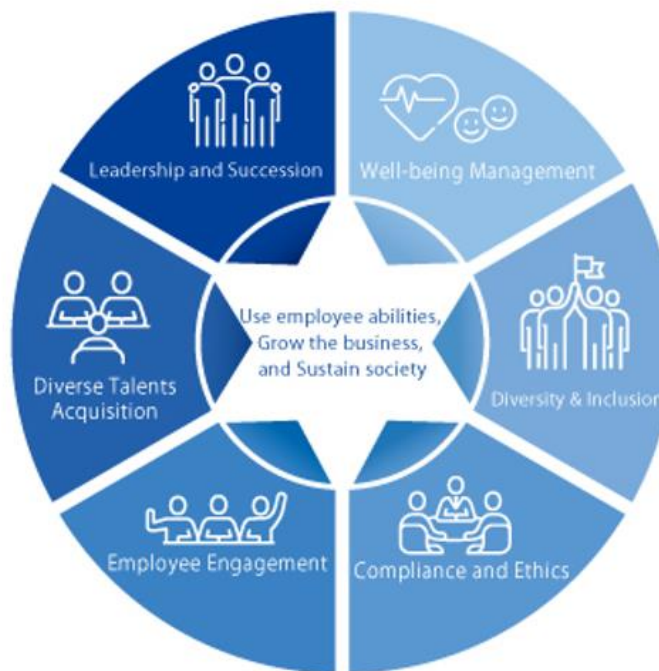 Leadership and Succession
Well-being Management
Diverse Talents
Acquisition
Use employee abilities,
Grow the business,
and Sustain society
Diversity & Inclusion
Employee Engagement
Compliance and Ethics